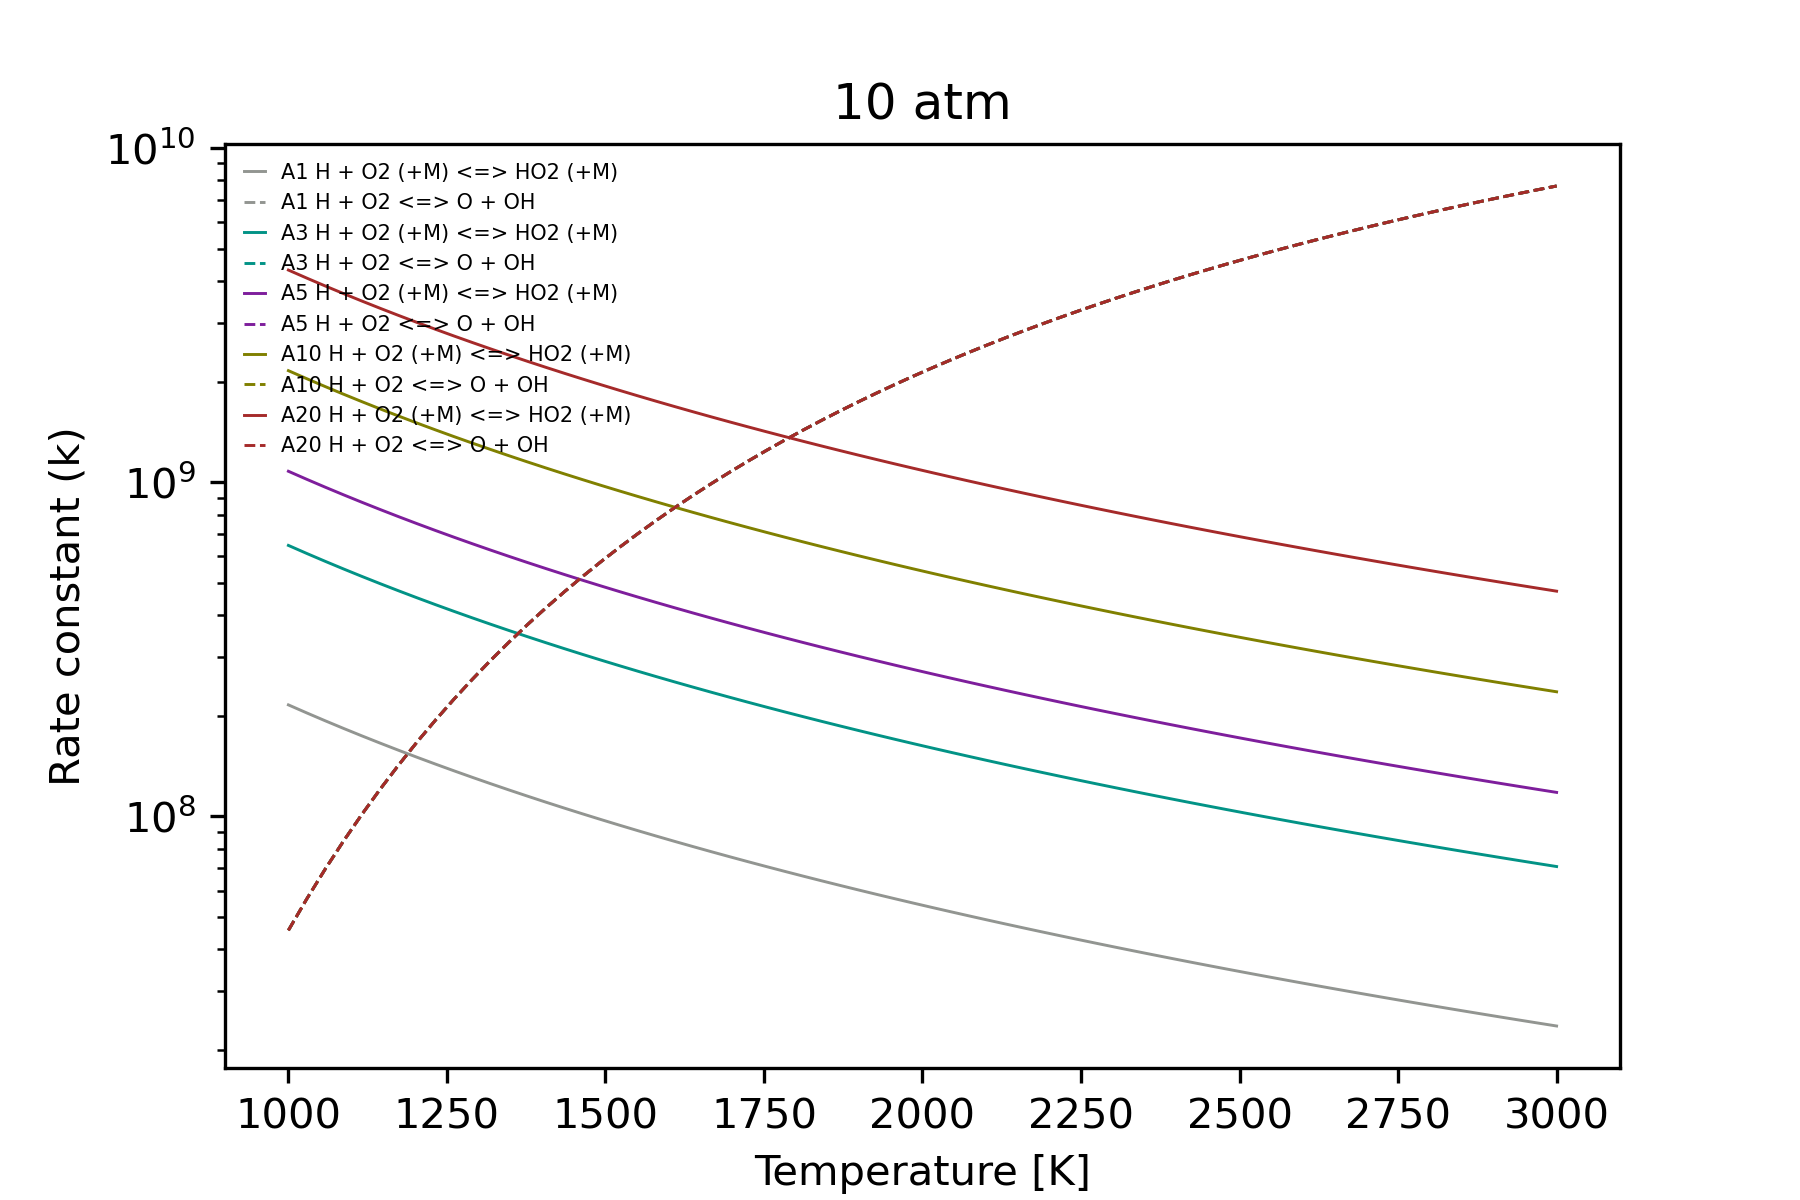 10 atm
10^10
10^9
10^8
Rate constant (k)
A1 H + O2 (+M) <=> HO2 (+M)
A1 H + O2 <=> O + OH
A3 H + O2 (+M) <=> HO2 (+M)
A3 H + O2 <=> O + OH
A5 H + O2 (+M) <=> HO2 (+M)
A5 H + O2 <=> O + OH
A10 H + O2 (+M) <=> HO2 (+M)
A10 H + O2 <=> O + OH
A20 H + O2 (+M) <=> HO2 (+M)
A20 H + O2 <=> O + OH
1000 1250 1500 1750 2000 2250 2500 2750 3000
Temperature [K]